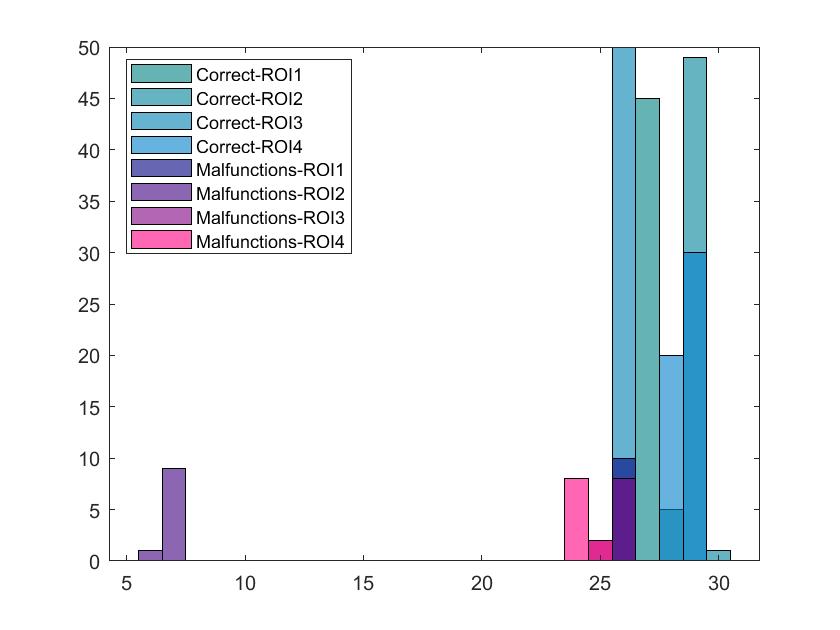 50
45
40
35
30
25
20
15
10
5
0
Correct-ROI1
Correct-ROI2
Correct-ROI3
Correct-ROI4
Malfunctions-ROI1
Malfunctions-ROI2
Malfunctions-ROI3
Malfunctions-ROI4
5 10 15 20 25 30